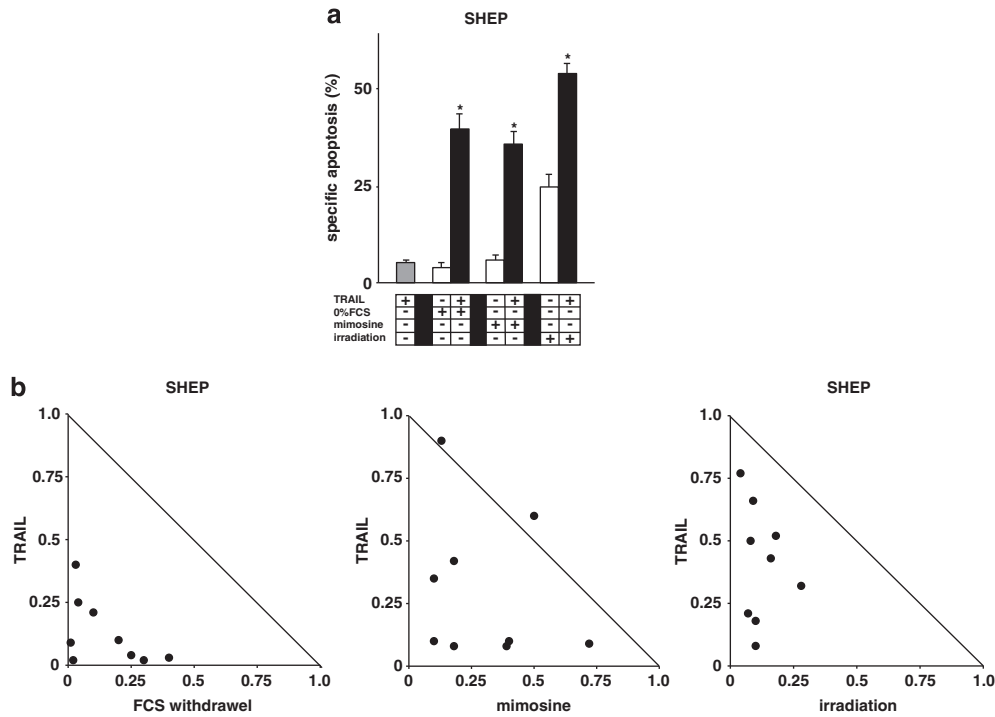 a
SHEP
specific apoptosis (%)
50
25
0
*
*
*
*
TRAIL + - + - + - +
0%FCS - + + - - - -
mimosine - - - + + - -
irradiation - - - - - + +
b
SHEP
1.0
0.75
0.5
0.25
0
TRAIL
0 0.25 0.5 0.75 1.0
FCS withdrawel
1.0
0.75
0.5
0.25
0
TRAIL
0 0.25 0.5 0.75 1.0
mimosine
SHEP
1.0
0.75
0.5
0.25
0
TRAIL
0 0.25 0.5 0.75 1.0
irradiation